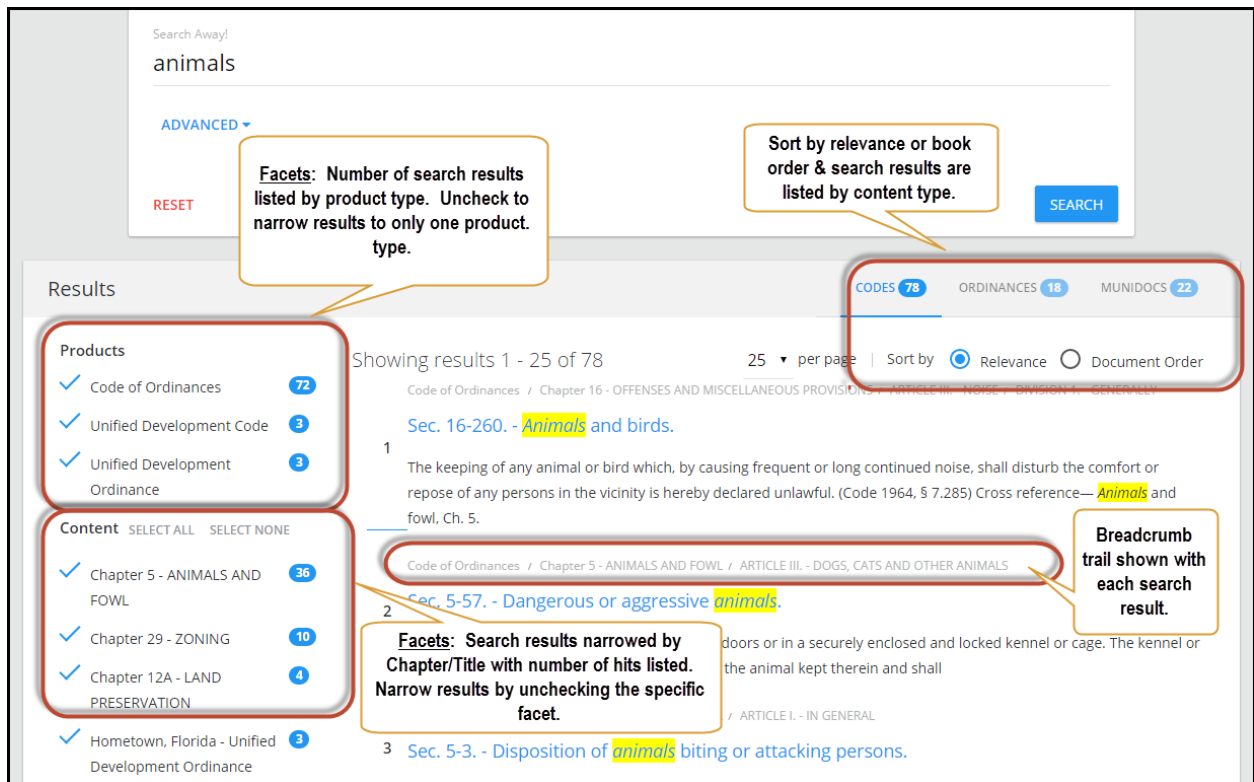 Search Away!
animals
ADVANCED
Facets: Number of search results
listed by product type. Uncheck to
narrow results to only one product.
type.
Sort by relevance or book
order & search results are
listed by content type.
RESET
SEARCH
Results
CODES 78 ORDINANCES 18 MUNIDOCS 22
Products
Code of Ordinances 72
Unified Development Code 3
Unified Development 3
Ordinance
Content SELECT ALL SELECT NONE
Chapter 5 - ANIMALS AND 36
FOWL
Chapter 29 - ZONING 10
Chapter 12A - LAND 4
PRESERVATION
Hometown, Florida - Unified 3
Development Ordinance
Showing results 1 - 25 of 78 25 per page | Sort by Relevance Document Order
Code of Ordinances / Chapter 16 - OFFENSES AND MISCELLANEOUS PROVISIONS / ARTICLE III. - NOISE / DIVISION 1. - GENERALLY
1 Sec. 16-260. - Animals and birds.
The keeping of any animal or bird which, by causing frequent or long continued noise, shall disturb the comfort or
repose of any persons in the vicinity is hereby declared unlawful. (Code 1964, § 7.285) Cross reference— Animals and
fowl, Ch. 5.
Code of Ordinances / Chapter 5 - ANIMALS AND FOWL / ARTICLE III. - DOGS, CATS AND OTHER ANIMALS
Breadcrumb
trail shown with
each search
result.
2 Sec. 5-57. - Dangerous or aggressive animals.
doors or in a securely enclosed and locked kennel or cage. The kennel or
the animal kept therein and shall
Facets: Search results narrowed by
Chapter/Title with number of hits listed.
Narrow results by unchecking the specific
facet.
/ ARTICLE I. - IN GENERAL
3 Sec. 5-3. - Disposition of animals biting or attacking persons.